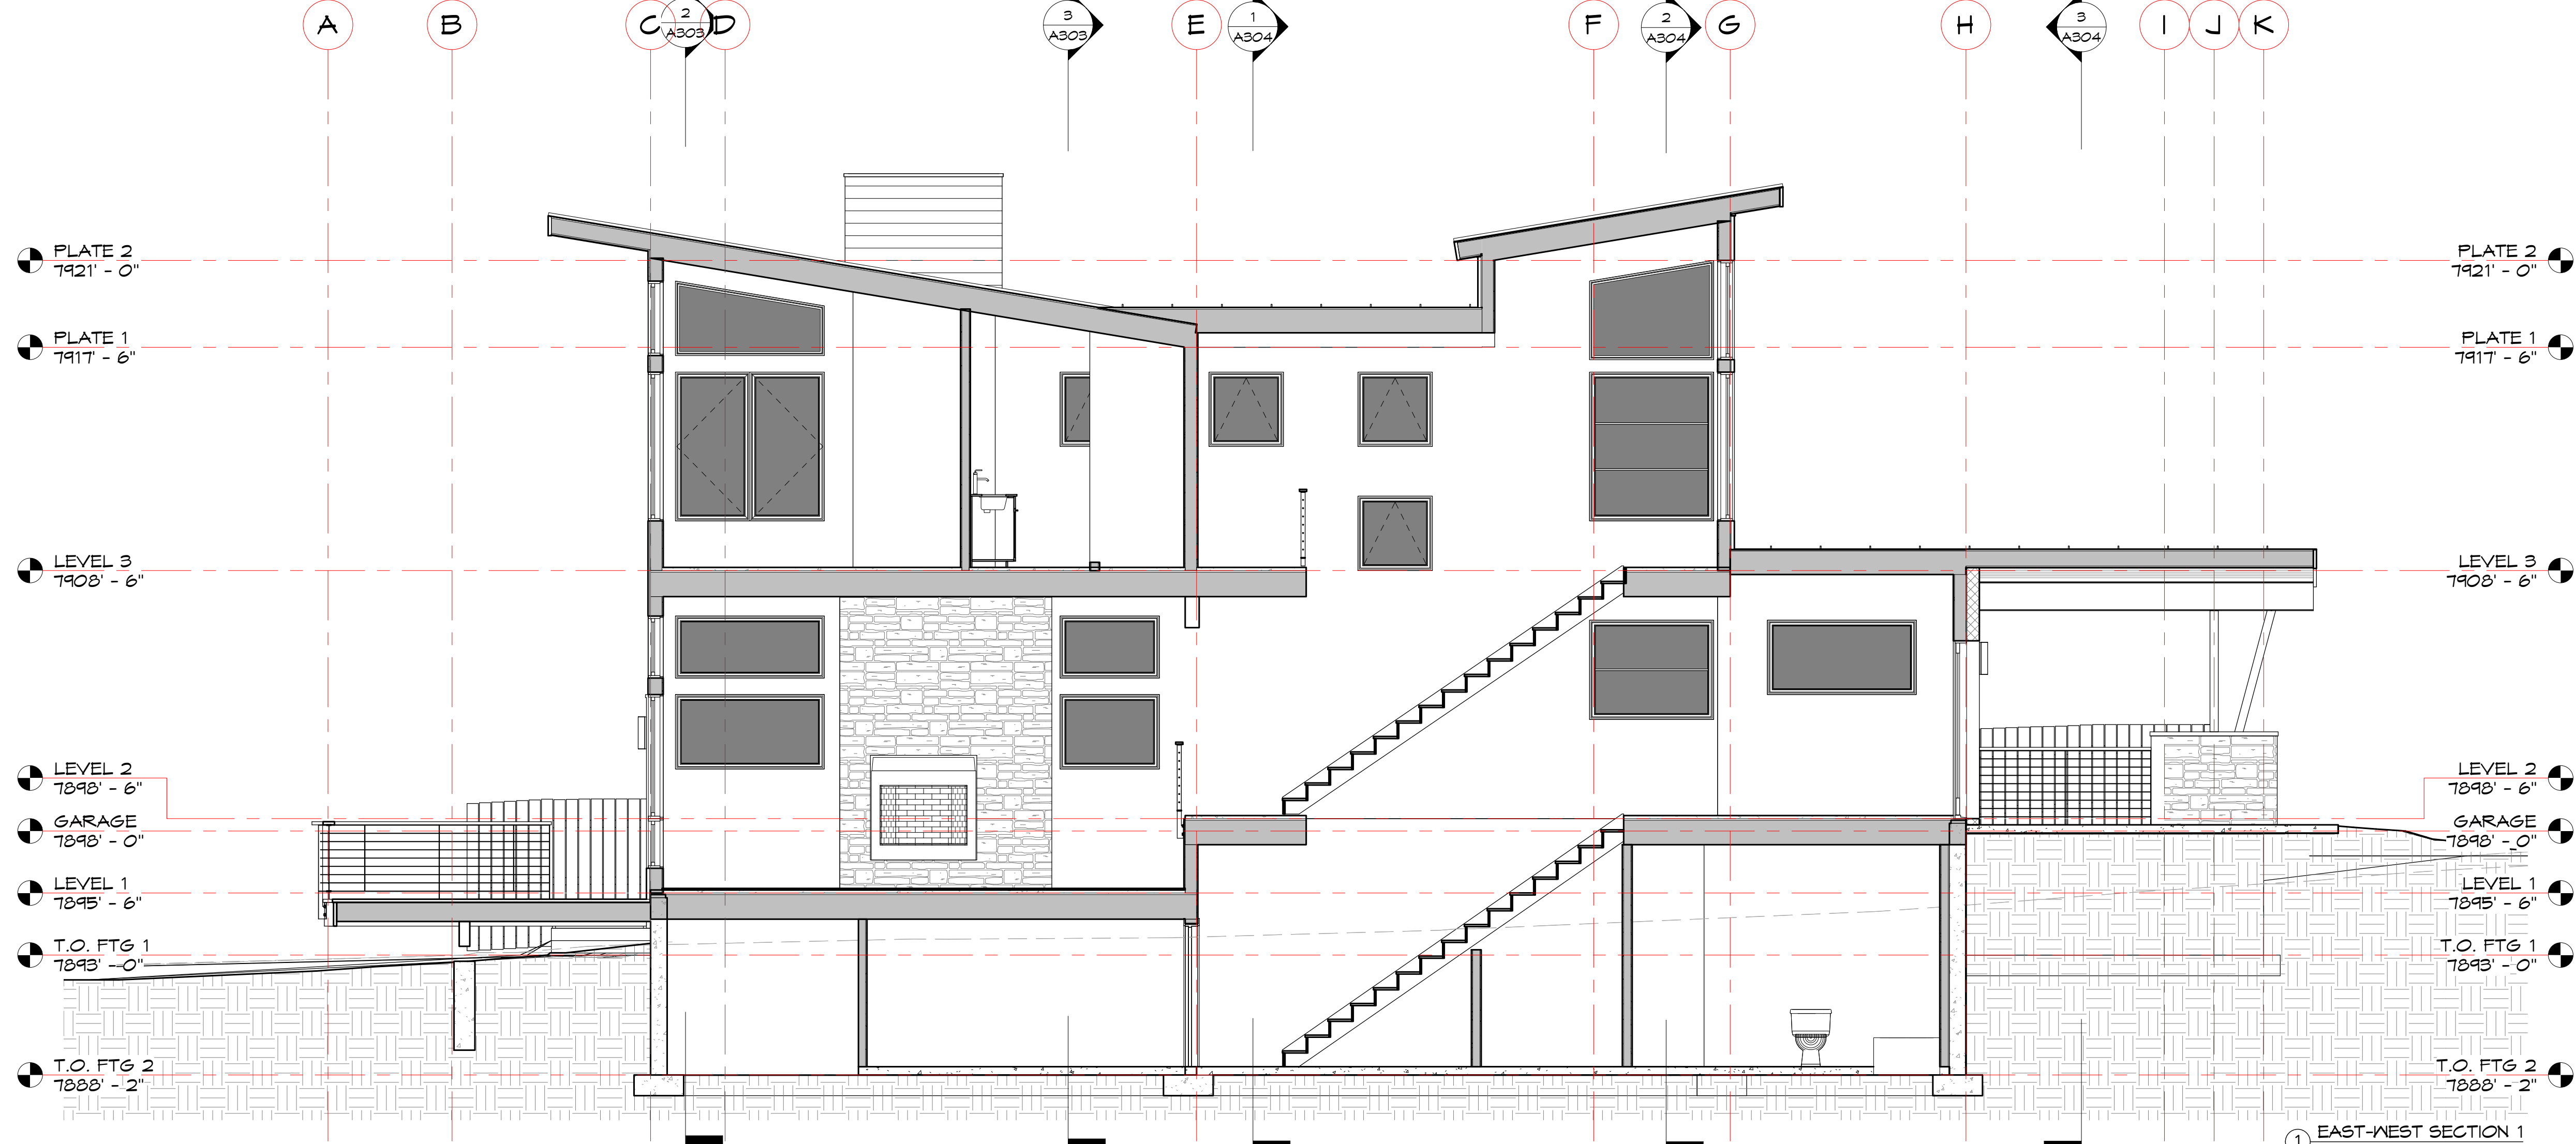 A B C 2 D 3 E 1 F 2 G H 3 I J K
A303 A303 A304 A304 A304
PLATE 2
7921' - 0"
PLATE 1
7917' - 6"
LEVEL 3
7908' - 6"
LEVEL 2
7898' - 6"
GARAGE
7898' - 0"
LEVEL 1
7895' - 6"
T.O. FTG 1
7893' - 0"
T.O. FTG 2
7888' - 2"
PLATE 2
7921' - 0"
PLATE 1
7917' - 6"
LEVEL 3
7908' - 6"
LEVEL 2
7898' - 6"
GARAGE
7898' - 0"
LEVEL 1
7895' - 6"
T.O. FTG 1
7893' - 0"
T.O. FTG 2
7888' - 2"
1 EAST-WEST SECTION 1